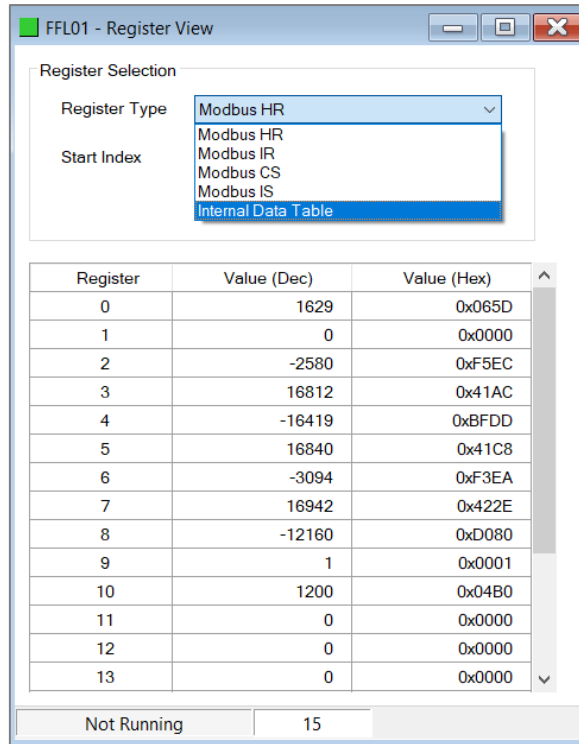 FFL01 - Register View
Register Selection
Register Type Modbus HR
Modbus HR
Modbus IR
Start Index
Modbus CS
Modbus IS
Internal Data Table
Register Value (Dec) Value (Hex)
0 1629 0x065D
1 0 0x0000
2 -2580 0xF5EC
3 16812 0x41AC
4 -16419 0xBFDD
5 16840 0x41C8
6 -3094 0xF3EA
7 16942 0x422E
8 -12160 0xD080
9 1 0x0001
10 1200 0x04B0
11 0 0x0000
12 0 0x0000
13 0 0x0000
Not Running 15